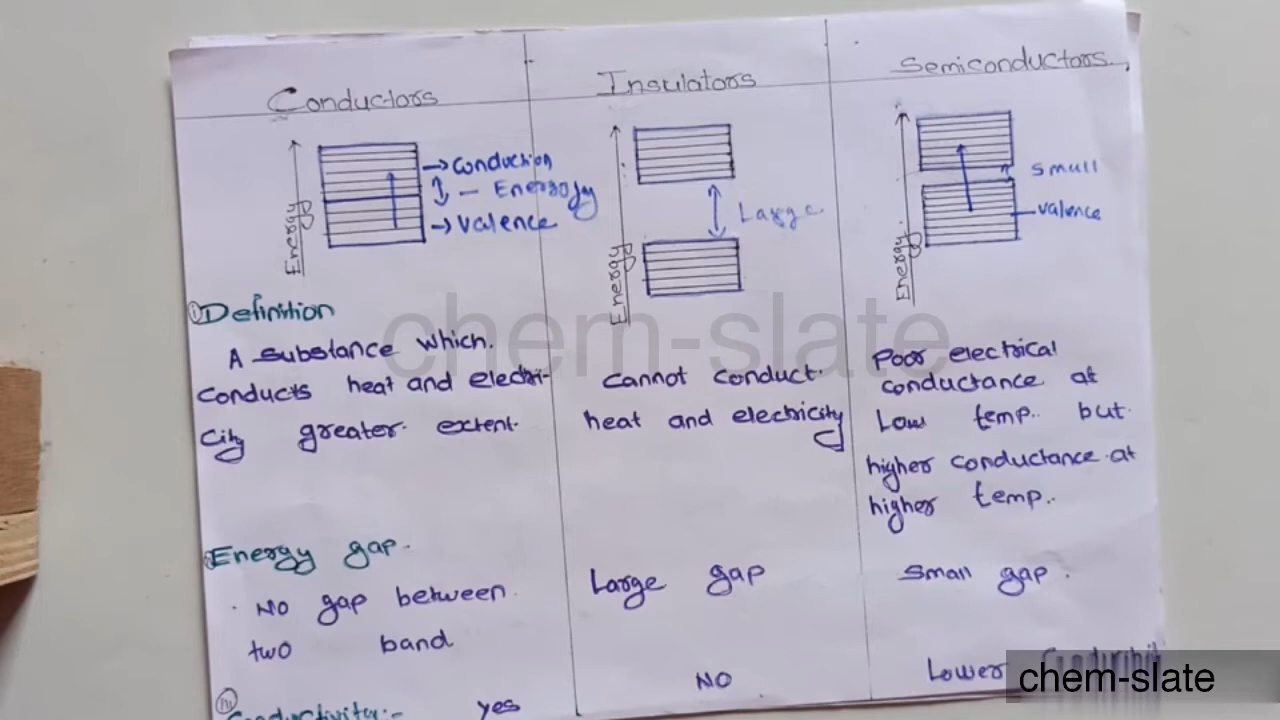 Conductors
Insulators
Semiconductors,
Energy
→conduction
↕ - Energy
→Valence
Energy
Large
Energy
Small
Valence
(i) Definition
A substance which.
conducts heat and electri-
city greater extent.
cannot conduct.
heat and electricity
Poor electrical
conductance at
Low temp.. but
higher conductance at
higher temp..
Energy gap.
NO gap between.
two band
Large gap
Small gap.
(iii)
Conductivity:- yes
NO
Lower
chem-slate
chem-slate